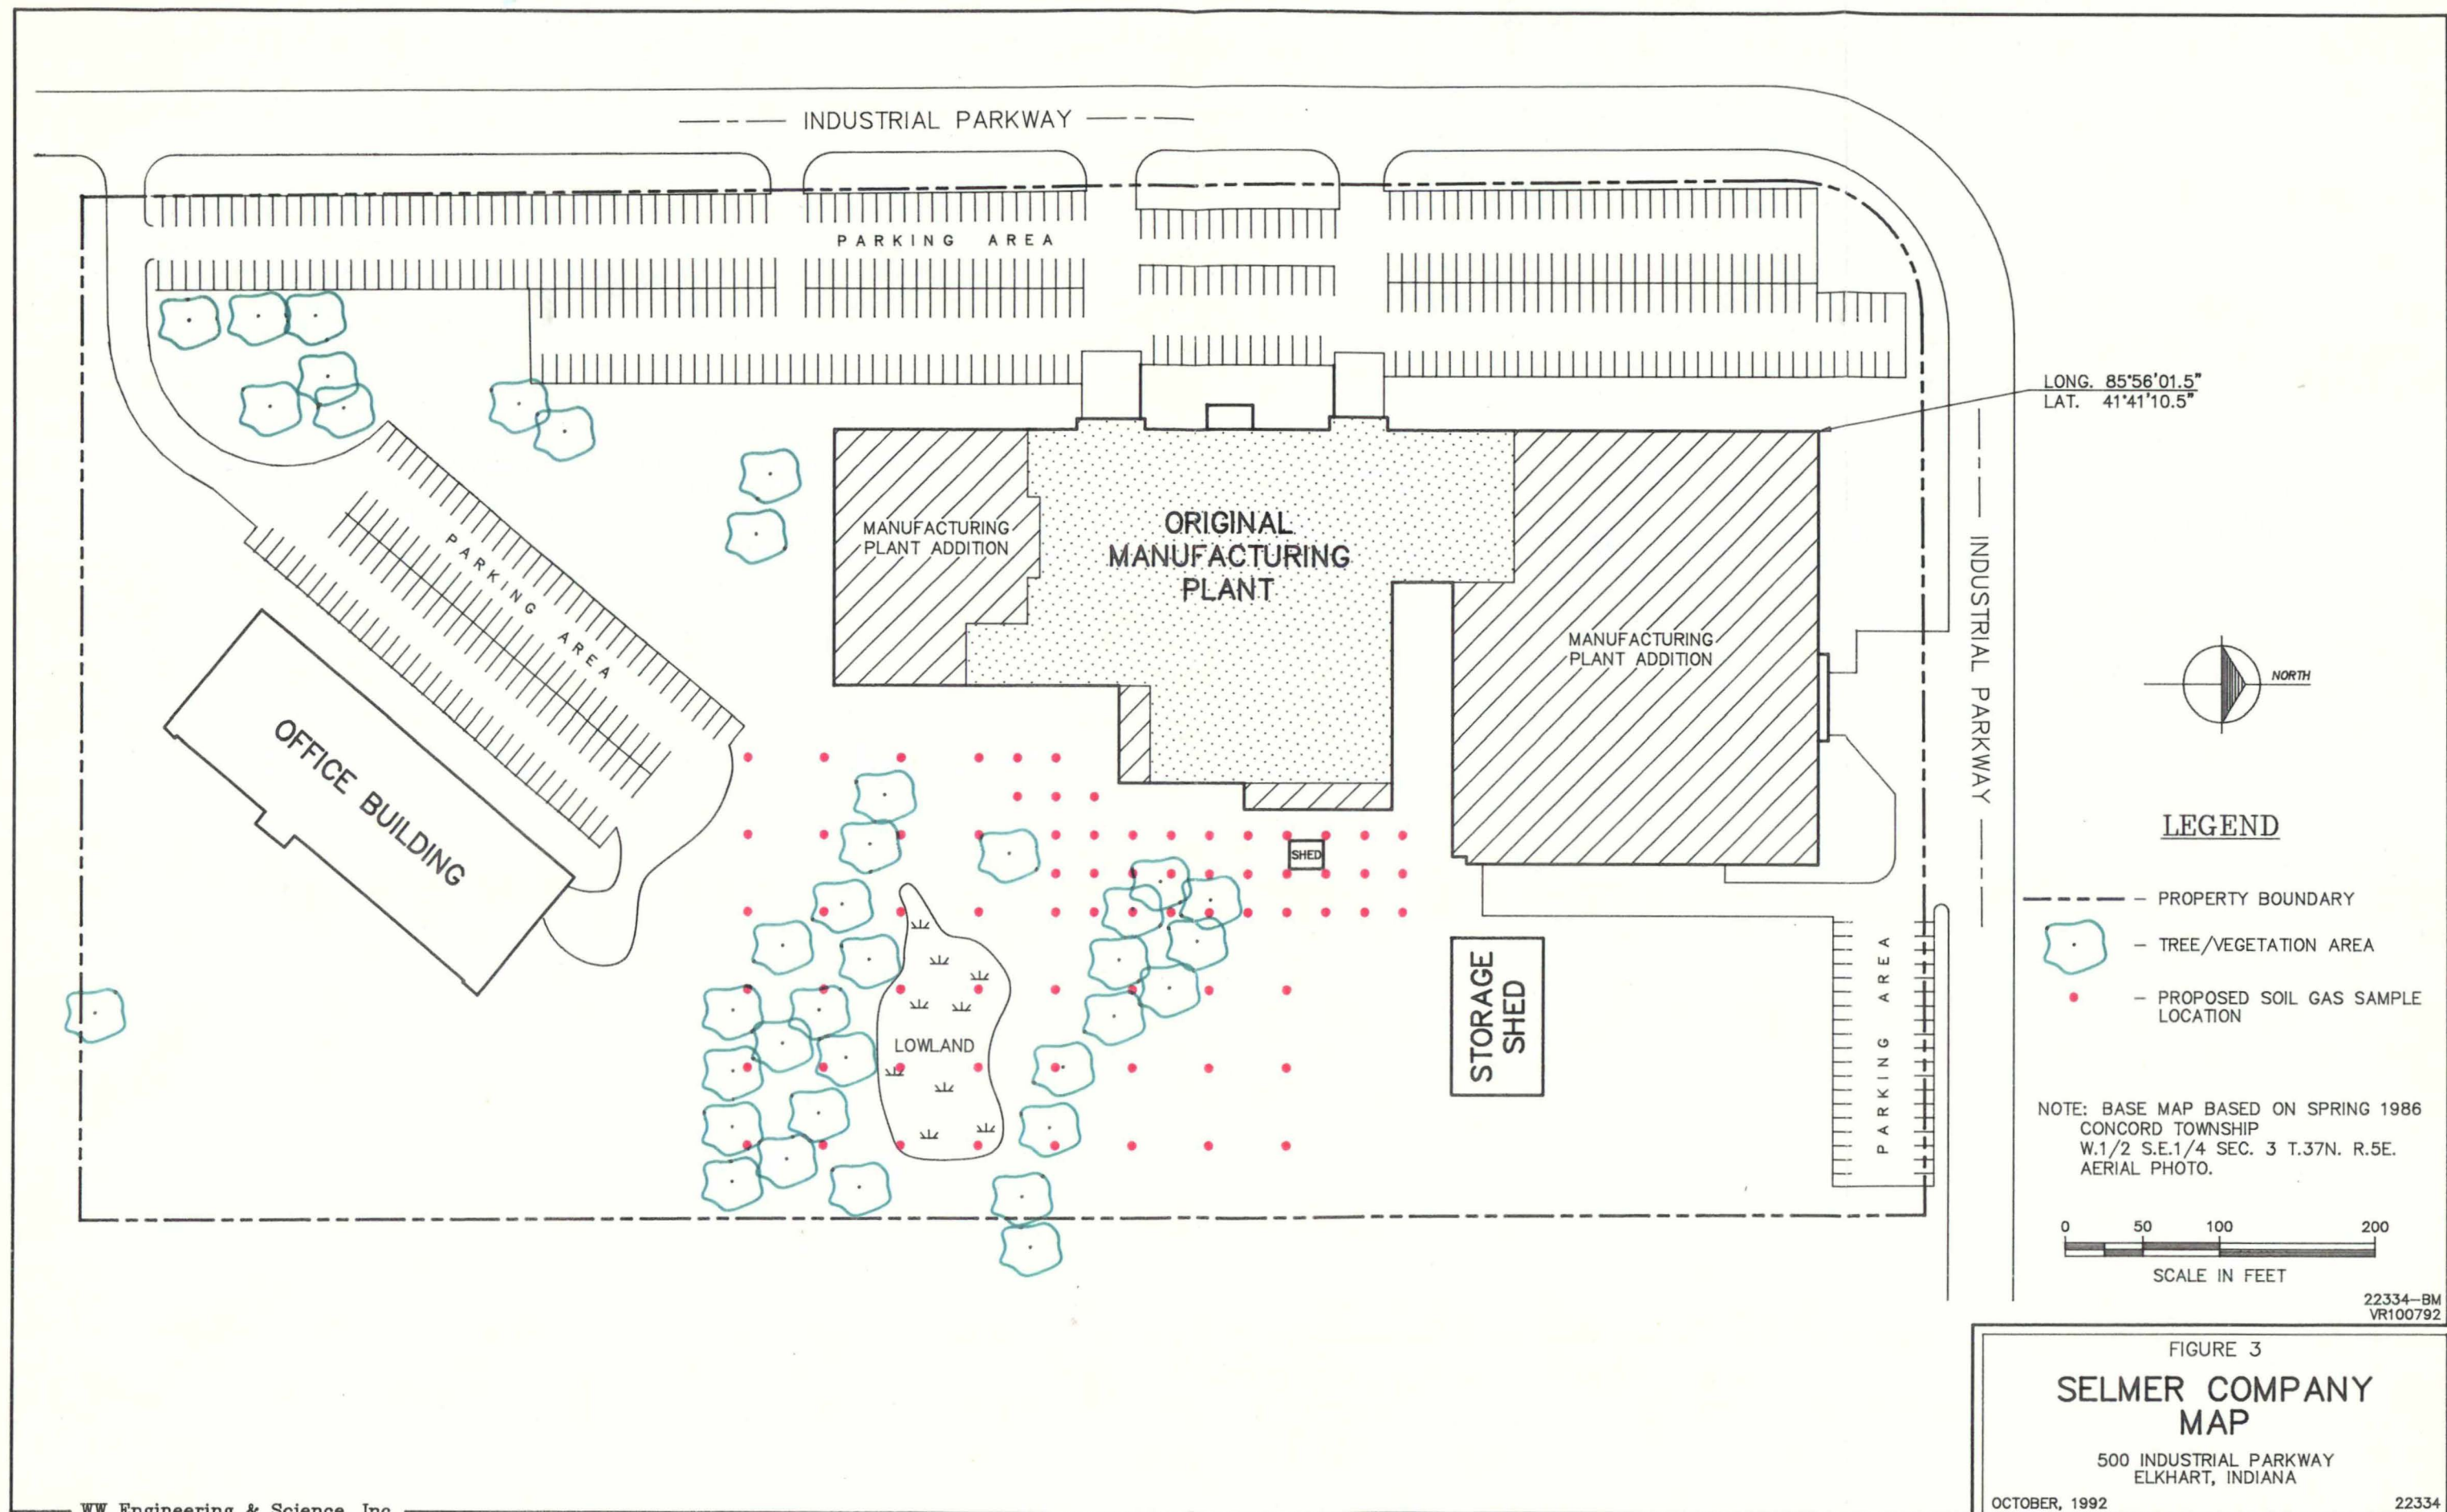 INDUSTRIAL PARKWAY
PARKING AREA
LONG. 85°56'01.5"
LAT. 41°41'10.5"
MANUFACTURING
PLANT ADDITION
ORIGINAL
MANUFACTURING
PLANT
MANUFACTURING
PLANT ADDITION
PARKING AREA
INDUSTRIAL PARKWAY
NORTH
OFFICE BUILDING
SHED
LOWLAND
STORAGE
SHED
PARKING AREA
LEGEND
— PROPERTY BOUNDARY
— TREE/VEGETATION AREA
— PROPOSED SOIL GAS SAMPLE
LOCATION
NOTE: BASE MAP BASED ON SPRING 1986
CONCORD TOWNSHIP
W.1/2 S.E.1/4 SEC. 3 T.37N. R.5E.
AERIAL PHOTO.
0 50 100 200
SCALE IN FEET
22334-BM
VR100792
FIGURE 3
SELMER COMPANY
MAP
500 INDUSTRIAL PARKWAY
ELKHART, INDIANA
OCTOBER, 1992 22334
WW Engineering & Science, Inc.